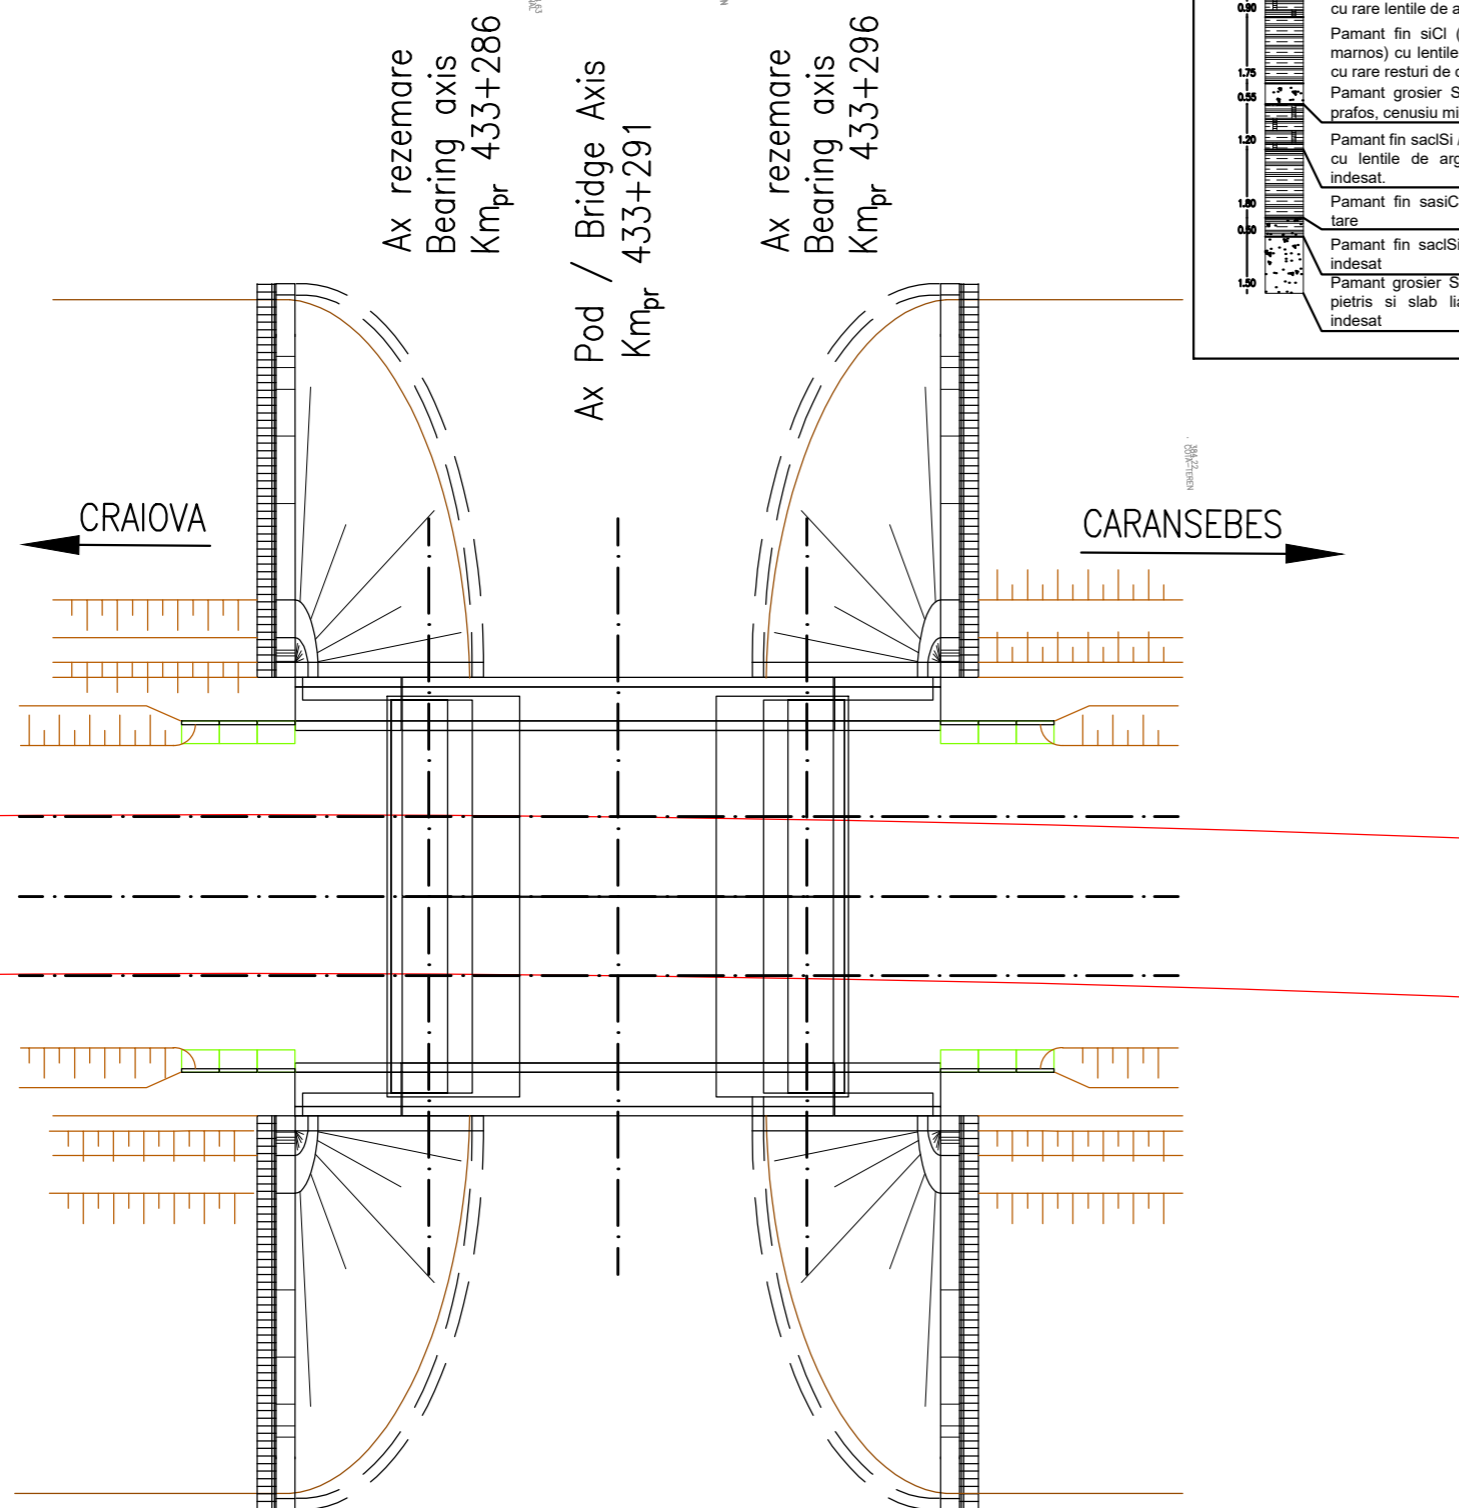 Ax rezemare
Bearing axis
Kmpr 433+286
Ax Pod / Bridge Axis
Kmpr 433+291
Ax rezemare
Bearing axis
Kmpr 433+296
CRAIOVA
CARANSEBES
COTA-TEREN
0.90
1.75
0.55
1.20
1.80
0.50
1.50
cu rare lentile de a
Pamant fin siCl (
marnos) cu lentile
cu rare resturi de
Pamant grosier S
prafos, cenusiu mi
Pamant fin saclSi /
cu lentile de arg
indesat.
Pamant fin sasiC
tare
Pamant fin saclSi
indesat
Pamant grosier S
pietris si slab lia
indesat